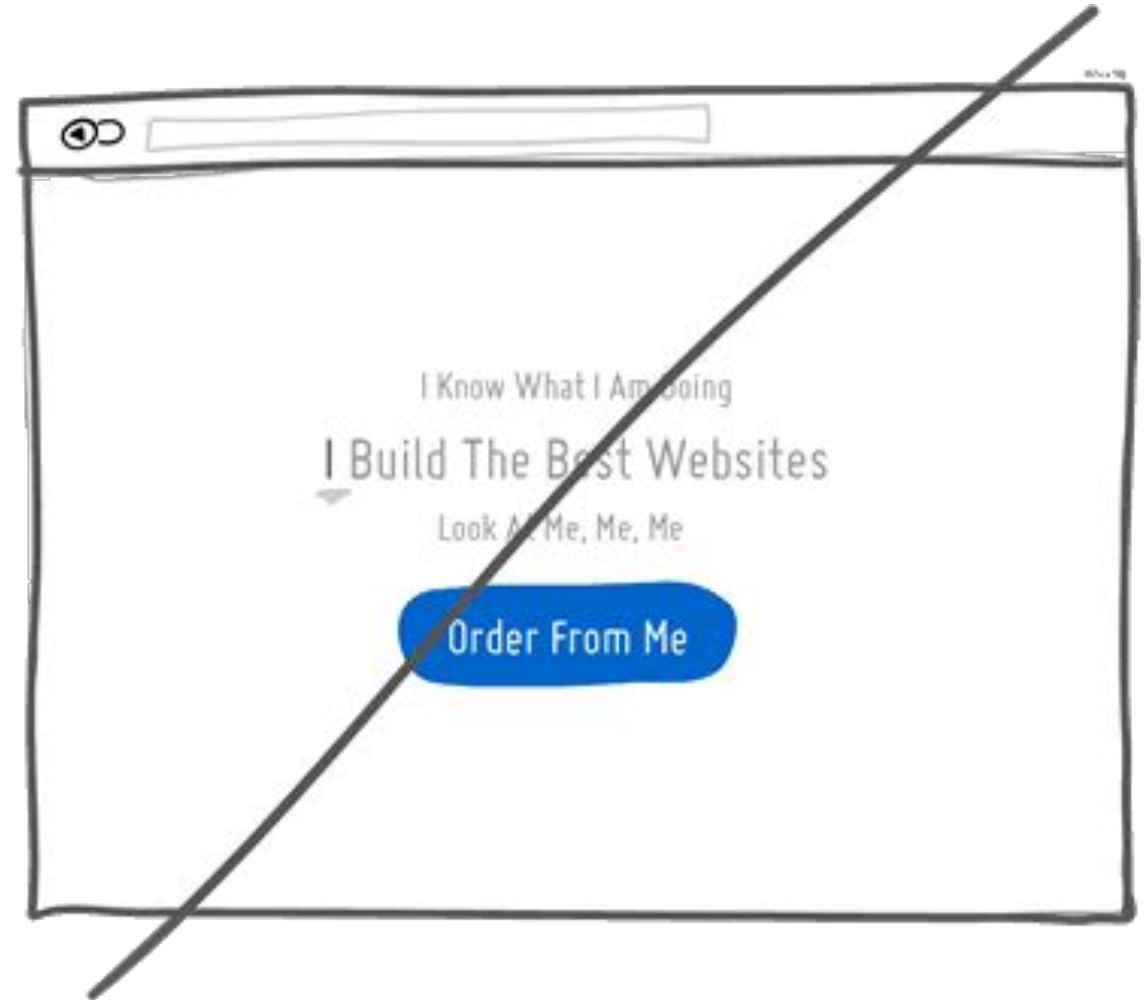 I Know What I Am Doing
I Build The Best Websites
Look At Me, Me, Me
Order From Me